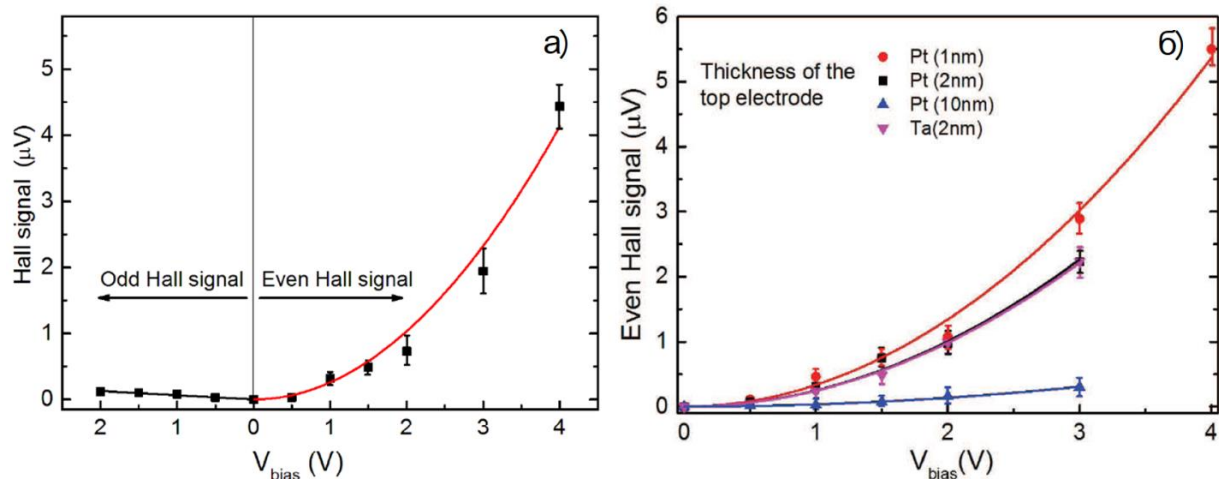 а)
5
4
3
2
1
0
Hall signal (μV)
Odd Hall signal
Even Hall signal
2
1
0
1
2
3
4
V_bias (V)
б)
Thickness of the
top electrode
Pt (1nm)
Pt (2nm)
Pt (10nm)
Ta(2nm)
6
5
4
3
2
1
0
Even Hall signal (μV)
0
1
2
3
4
V_bias(V)